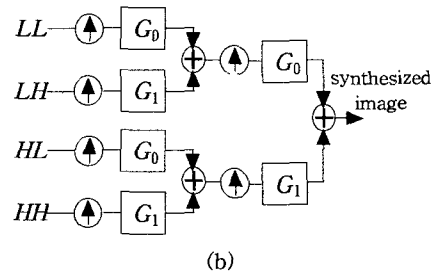 LL G₀
G₀
LH G₁
synthesized
image
HL G₀
G₁
HH G₁
(b)